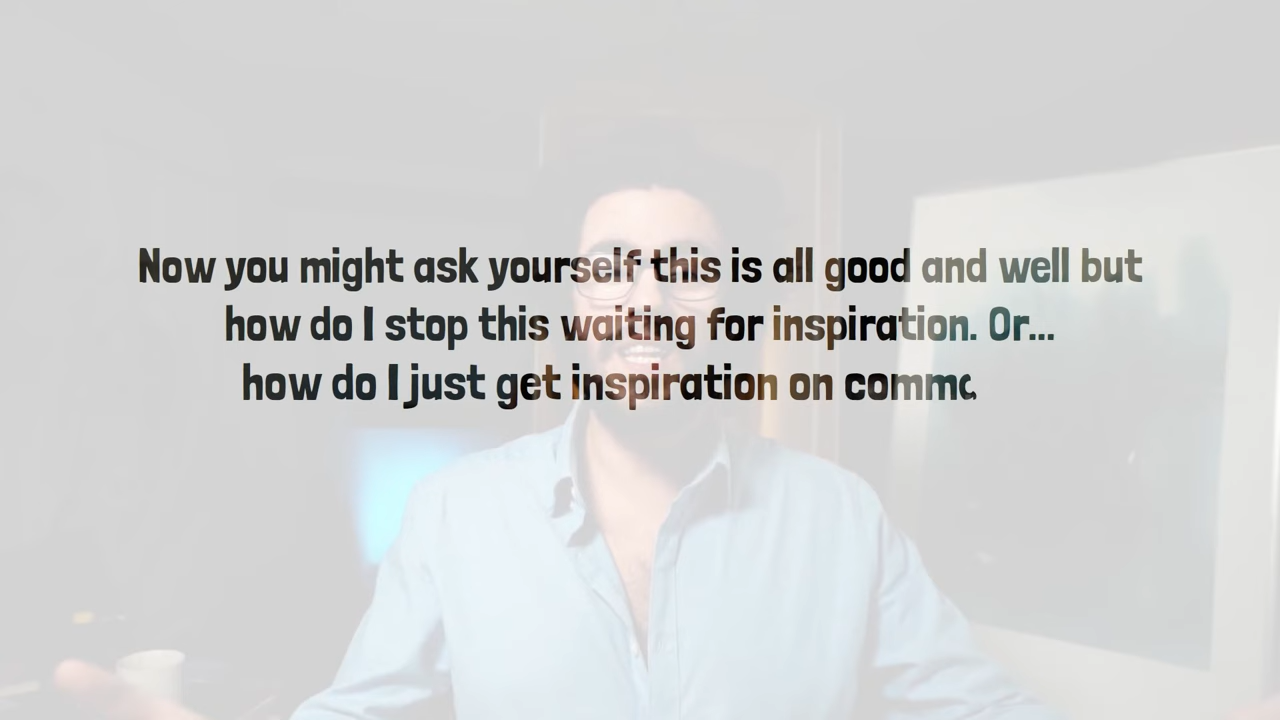 Now you might ask yourself this is all good and well but
how do I stop this waiting for inspiration. Or...
how do I just get inspiration on comma